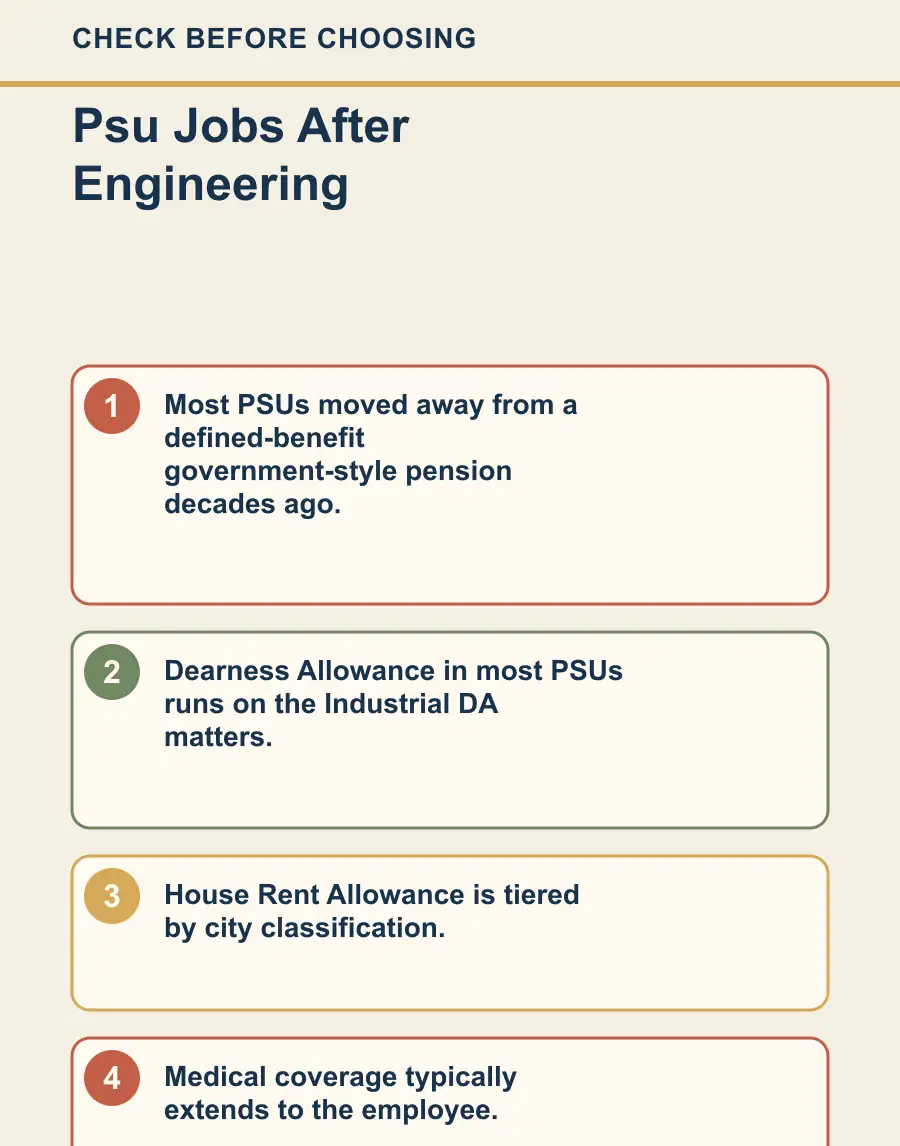 CHECK BEFORE CHOOSING
Psu Jobs After
Engineering
1
Most PSUs moved away from a
defined-benefit
government-style pension
decades ago.
2
Dearness Allowance in most PSUs
runs on the Industrial DA
matters.
3
House Rent Allowance is tiered
by city classification.
4
Medical coverage typically
extends to the employee.